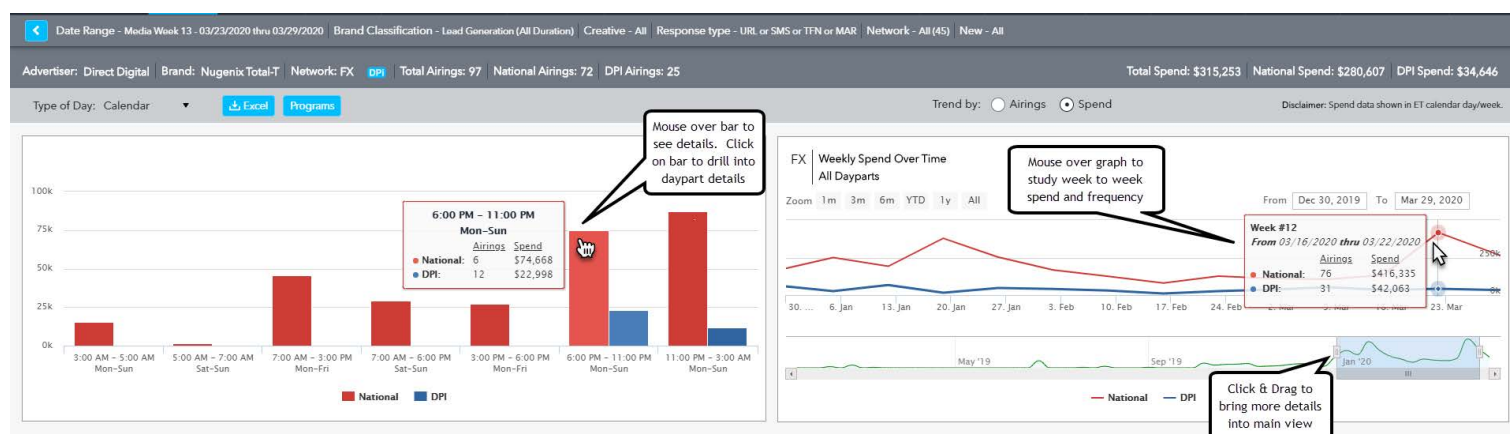 Date Range - Media Week 13 - 03/23/2020 thru 03/29/2020 Brand Classification - Lead Generation (All Duration) Creative - All Response type - URL or SMS or TFN or MAR Network - All (45) New - All
Advertiser: Direct Digital Brand: Nugenix Total-T Network: FX DPI Total Airings: 97 National Airings: 72 DPI Airings: 25
Total Spend: $315,253 National Spend: $280,607 DPI Spend: $34,646
Type of Day: Calendar Excel Programs
Trend by: Airings Spend
Disclaimer: Spend data shown in ET calendar day/week.
Mouse over bar to
see details. Click
on bar to drill into
daypart details
100k
75k
50k
25k
0k
6:00 PM - 11:00 PM
Mon-Sun
Airings Spend
National: 6 $74,668
DPI: 12 $22,998
3:00 AM - 5:00 AM 5:00 AM - 7:00 AM 7:00 AM - 3:00 PM 7:00 AM - 6:00 PM 3:00 PM - 6:00 PM 6:00 PM - 11:00 PM 11:00 PM - 3:00 AM
Mon-Sun Sat-Sun Mon-Fri Sat-Sun Mon-Fri Mon-Sun Mon-Sun
National DPI
FX
Weekly Spend Over Time
All Dayparts
Mouse over graph to
study week to week
spend and frequency
Zoom 1m 3m 6m YTD 1y All
From Dec 30, 2019 To Mar 29, 2020
Week #12
From 03/16/2020 thru 03/22/2020
Airings Spend
National: 76 $416,335
DPI: 31 $42,063
250k
0k
30. ... 6. Jan 13. Jan 20. Jan 27. Jan 3. Feb 10. Feb 17. Feb 24. Feb 2. Mar 9. Mar 16. Mar 23. Mar
May '19 Sep '19 Jan '20
Click & Drag to
bring more details
into main view
National DPI